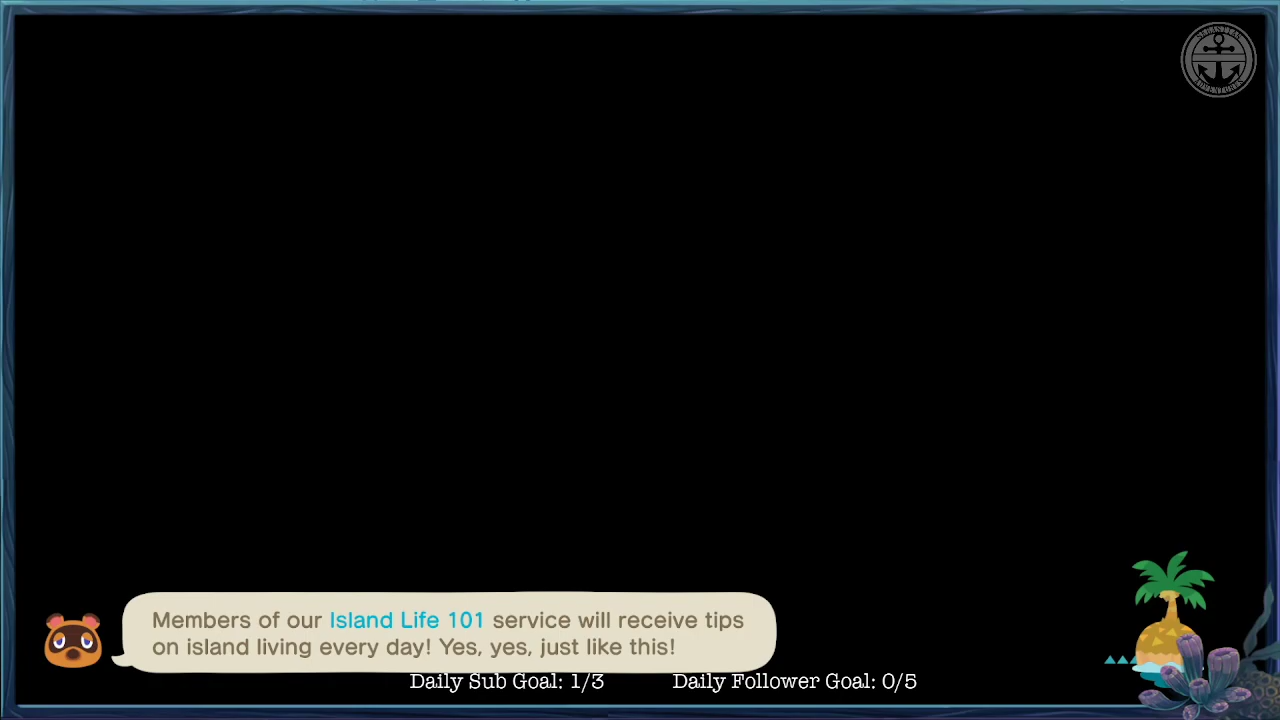 Members of our Island Life 101 service will receive tips
on island living every day! Yes, yes, just like this!
Daily Sub Goal: 1/3
Daily Follower Goal: 0/5